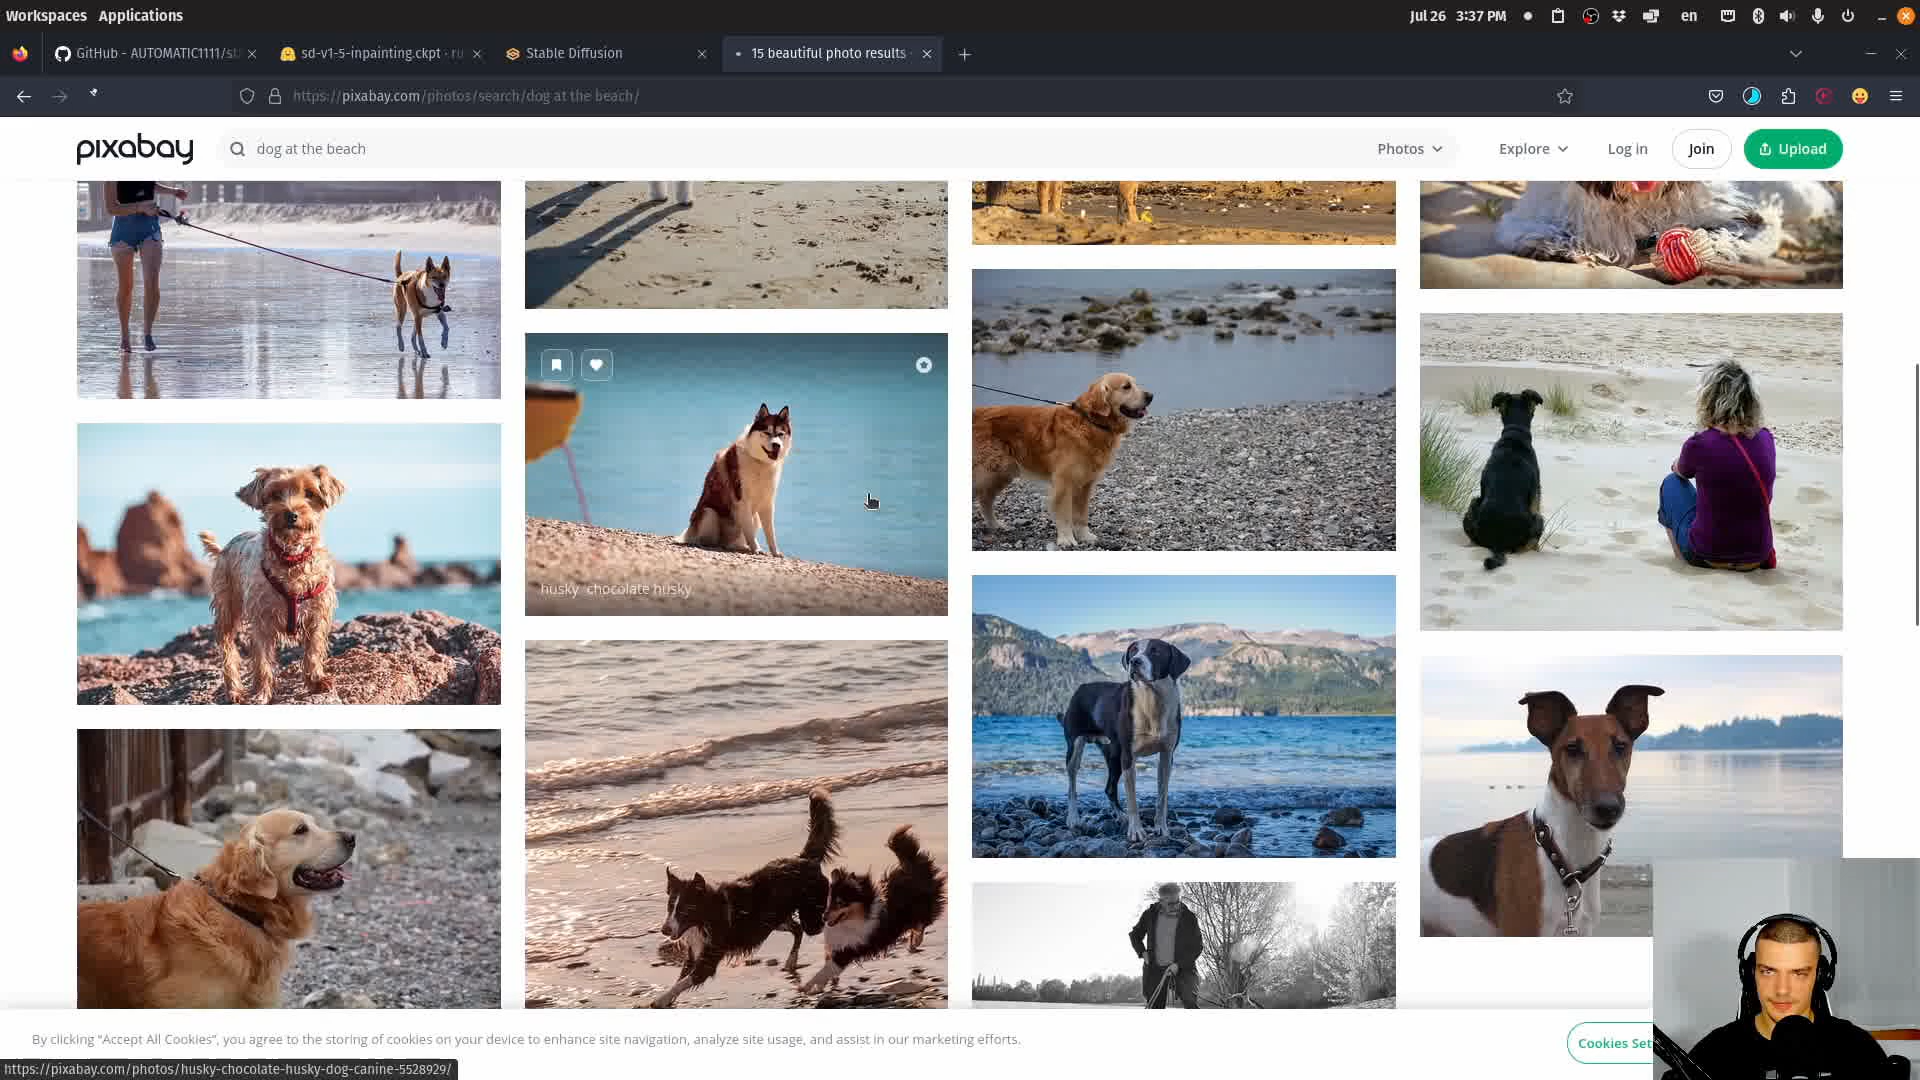 Workspaces Applications
Jul 26 3:37 PM
en
GitHub - AUTOMATIC1111/st
sd-v1-5-inpainting.ckpt · ru
Stable Diffusion
15 beautiful photo results
https://pixabay.com/photos/search/dog at the beach/
pixabay
dog at the beach
Photos
Explore
Log in
Join
Upload
husky chocolate husky
By clicking “Accept All Cookies”, you agree to the storing of cookies on your device to enhance site navigation, analyze site usage, and assist in our marketing efforts.
Cookies Set
https://pixabay.com/photos/husky-chocolate-husky-dog-canine-5528929/